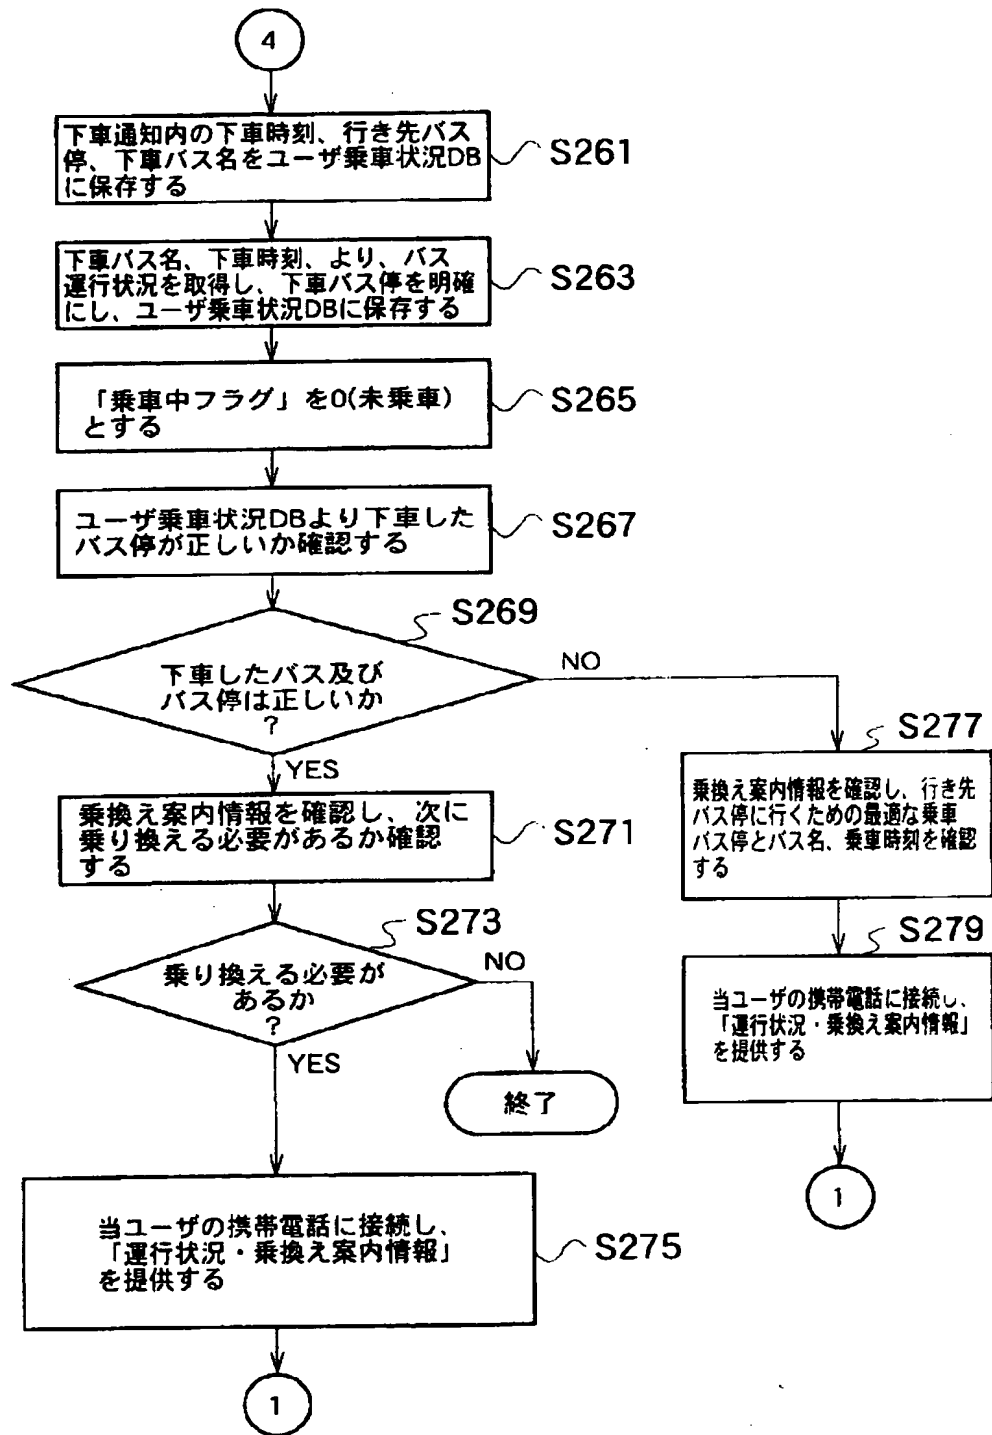 4
下車通知内の下車時刻、行き先バス
停、下車バス名をユーザ乗車状況DB
に保存する
S261
下車バス名、下車時刻、より、バス
運行状況を取得し、下車バス停を明確
にし、ユーザ乗車状況DBに保存する
S263
「乗車中フラグ」を0(未乗車)
とする
S265
ユーザ乗車状況DBより下車した
バス停が正しいか確認する
S267
S269
下車したバス及び
バス停は正しいか
?
NO
YES
乗換え案内情報を確認し、次に
乗り換える必要があるか確認
する
S271
S273
乗り換える必要が
あるか
?
NO
YES
終了
当ユーザの携帯電話に接続し、
「運行状況・乗換え案内情報」
を提供する
S275
1
S277
乗換え案内情報を確認し、行き先
バス停に行くための最適な乗車
バス停とバス名、乗車時刻を確認
する
S279
当ユーザの携帯電話に接続し、
「運行状況・乗換え案内情報」
を提供する
1